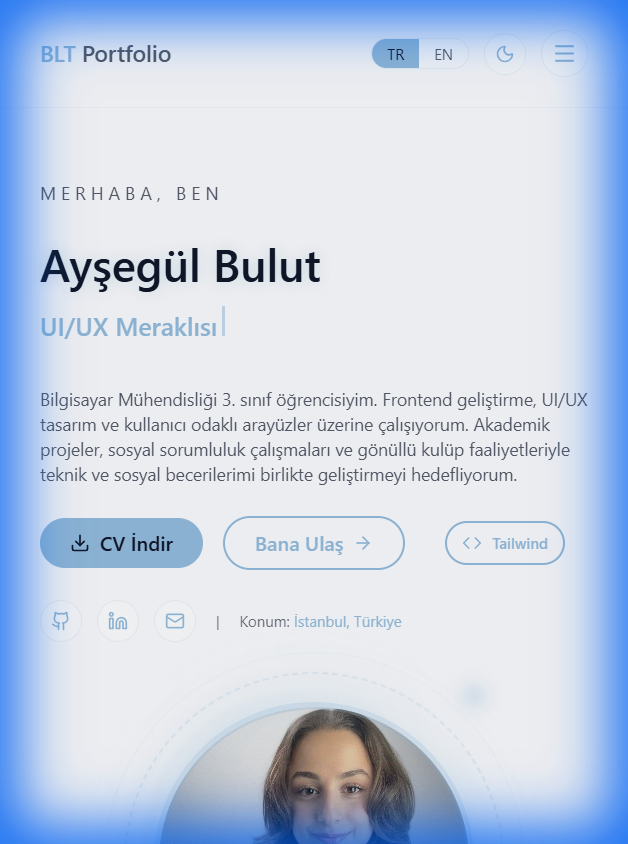 BLT Portfolio
TR EN
MERHABA, BEN
Ayşegül Bulut
UI/UX Meraklısı
Bilgisayar Mühendisliği 3. sınıf öğrencisiyim. Frontend geliştirme, UI/UX
tasarım ve kullanıcı odaklı arayüzler üzerine çalışıyorum. Akademik
projeler, sosyal sorumluluk çalışmaları ve gönüllü kulüp faaliyetleriyle
teknik ve sosyal becerilerimi birlikte geliştirmeyi hedefliyorum.
CV İndir
Bana Ulaş
Tailwind
| Konum: İstanbul, Türkiye